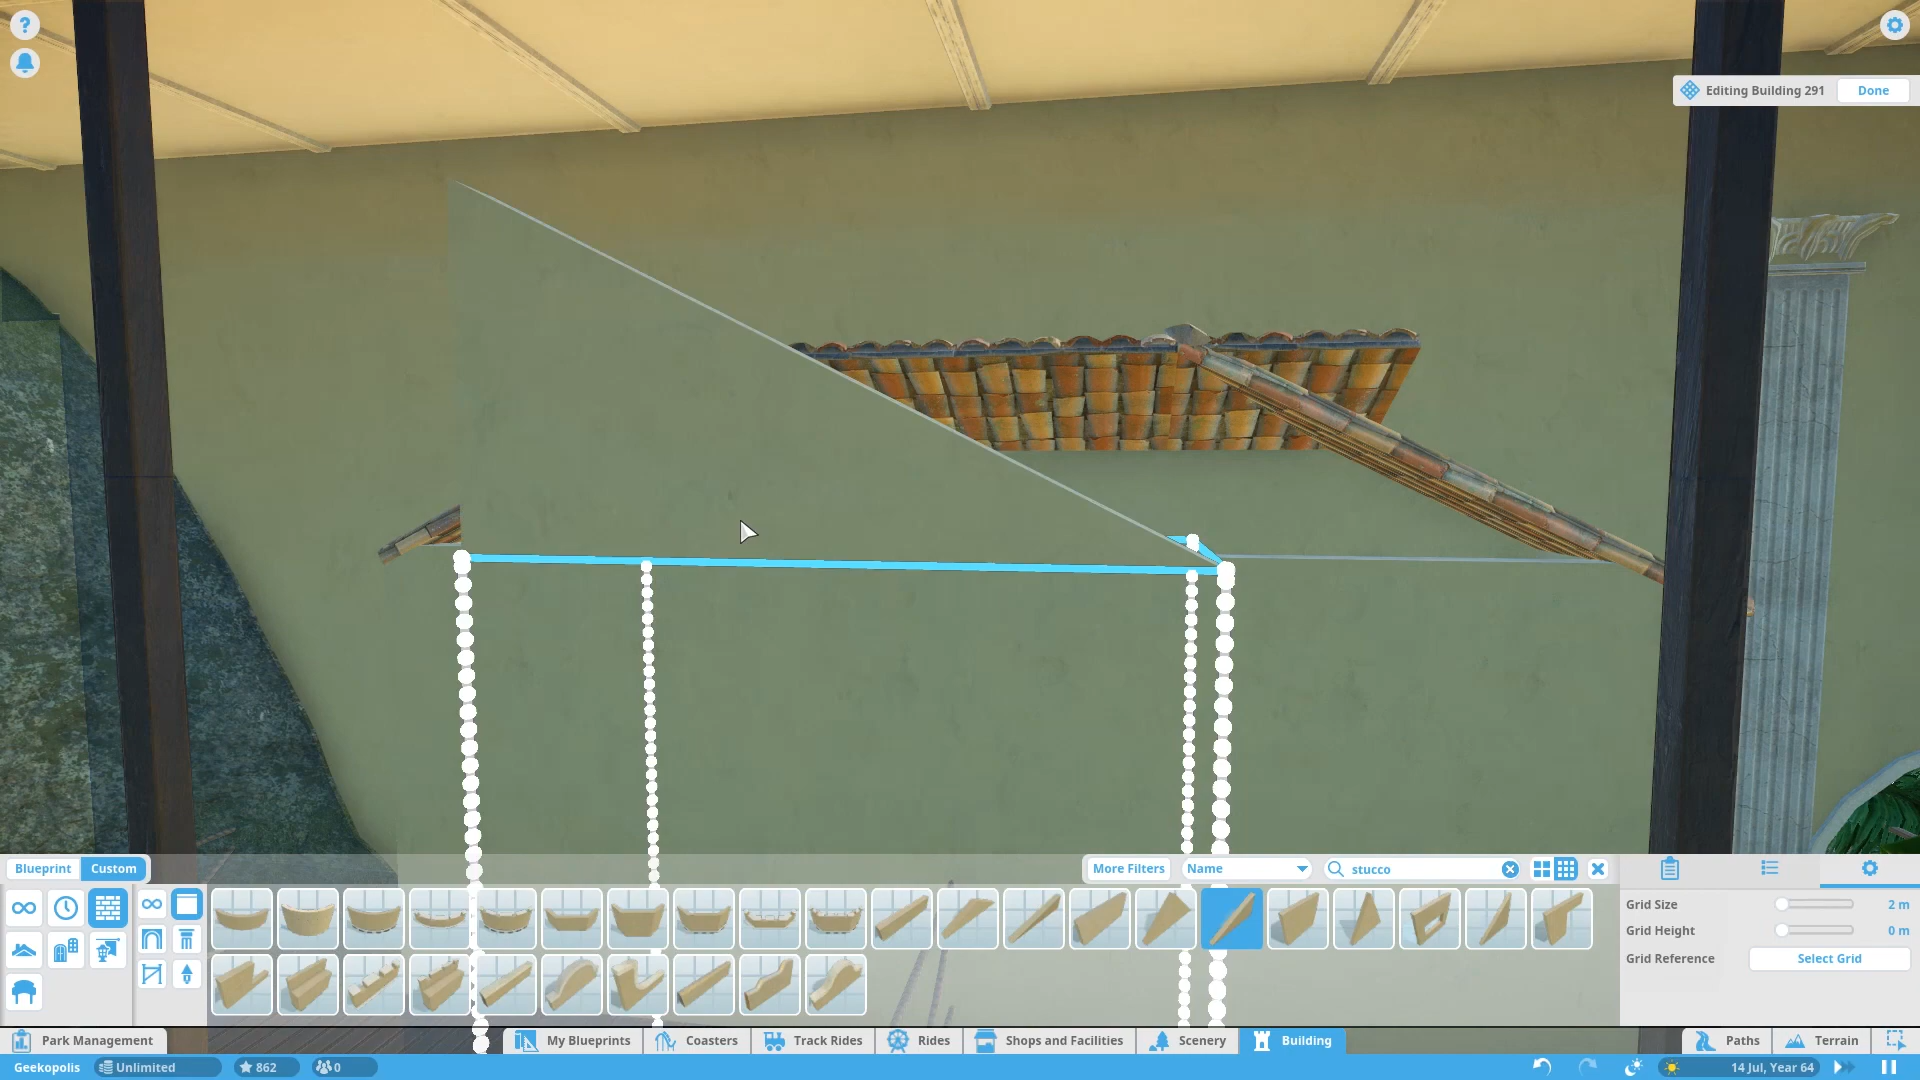 ?
Editing Building 291 Done
Blueprint Custom
More Filters Name stucco
Grid Size 2 m
Grid Height 0 m
Grid Reference Select Grid
Park Management My Blueprints Coasters Track Rides Rides Shops and Facilities Scenery Building Paths Terrain
Geekopolis Unlimited 862 0 14 Jul, Year 64